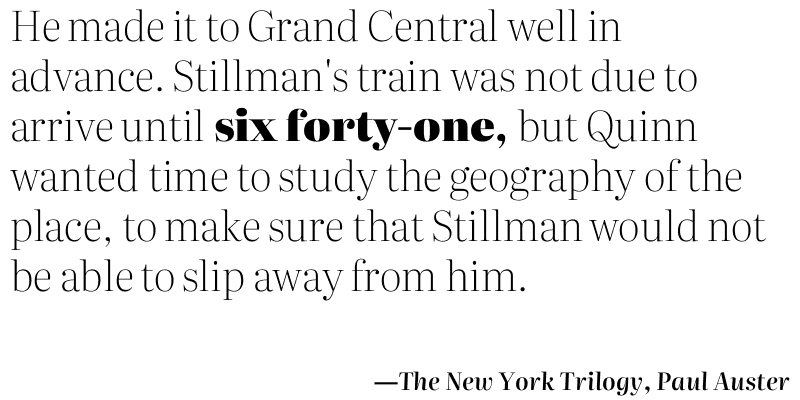 He made it to Grand Central well in
advance. Stillman's train was not due to
arrive until six forty-one, but Quinn
wanted time to study the geography of the
place, to make sure that Stillman would not
be able to slip away from him.
—The New York Trilogy, Paul Auster